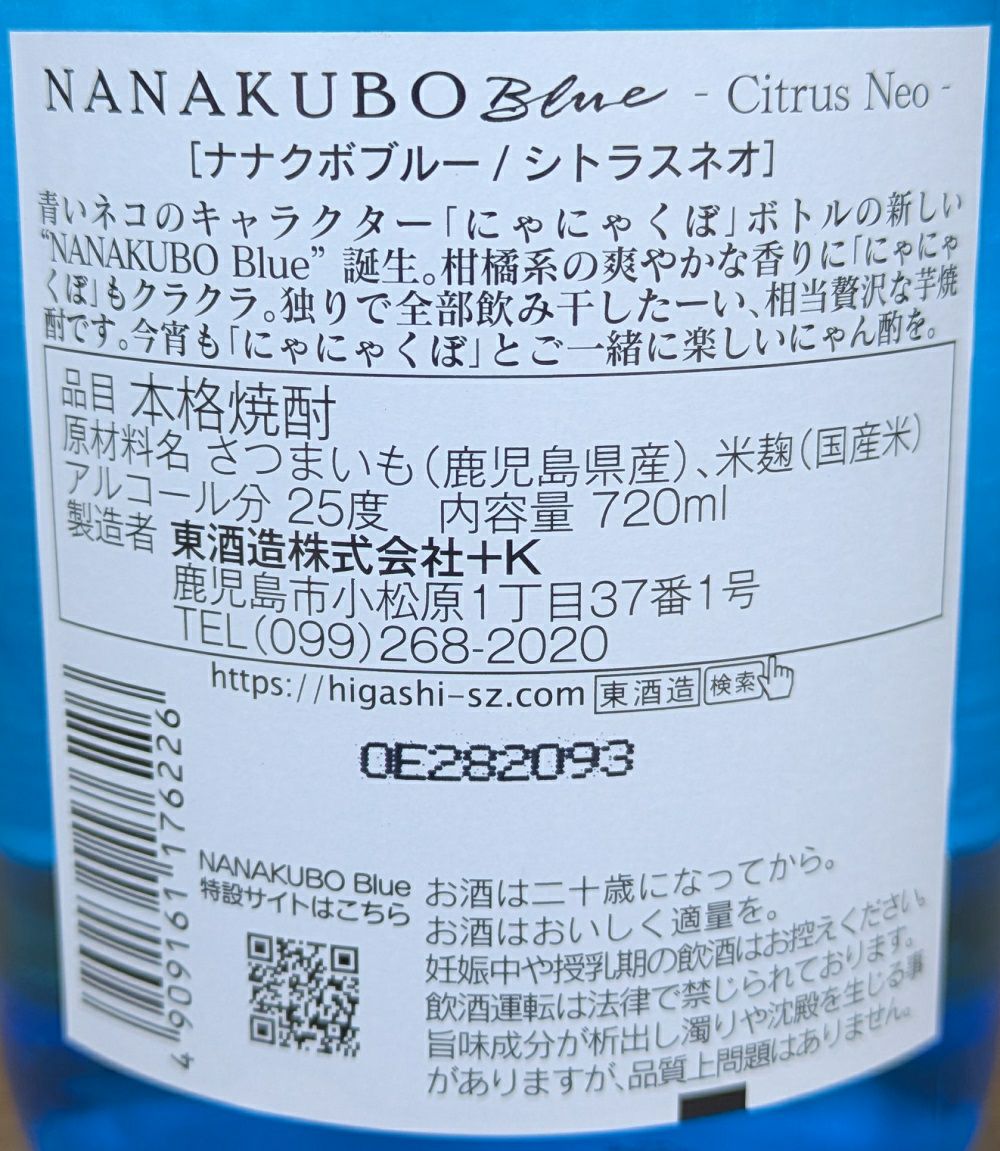 NANAKUBO Blue - Citrus Neo -
［ナナクボブルー / シトラスネオ］
青いネコのキャラクター「にゃにゃくぼ」ボトルの新しい
“NANAKUBO Blue” 誕生。柑橘系の爽やかな香りに「にゃにゃ
くぼ」もクラクラ。独りで全部飲み干したーい、相当贅沢な芋焼
酎です。今宵も「にゃにゃくぼ」とご一緒に楽しいにゃん酌を。
品目 本格焼酎
原材料名 さつまいも（鹿児島県産）、米麹（国産米）
アルコール分 25度　内容量 720ml
製造者 東酒造株式会社+K
鹿児島市小松原1丁目37番1号
TEL（099）268-2020
https://higashi-sz.com 東酒造 検索
OE282093
4 909161 176226
NANAKUBO Blue
特設サイトはこちら
お酒は二十歳になってから。
お酒はおいしく適量を。
妊娠中や授乳期の飲酒はお控えください。
飲酒運転は法律で禁じられております。
旨味成分が析出し濁りや沈殿を生じる事
がありますが、品質上問題はありません。